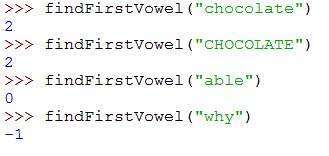 >>> findFirstVowel("chocolate")
2
>>> findFirstVowel("CHOCOLATE")
2
>>> findFirstVowel("able")
0
>>> findFirstVowel("why")
-1